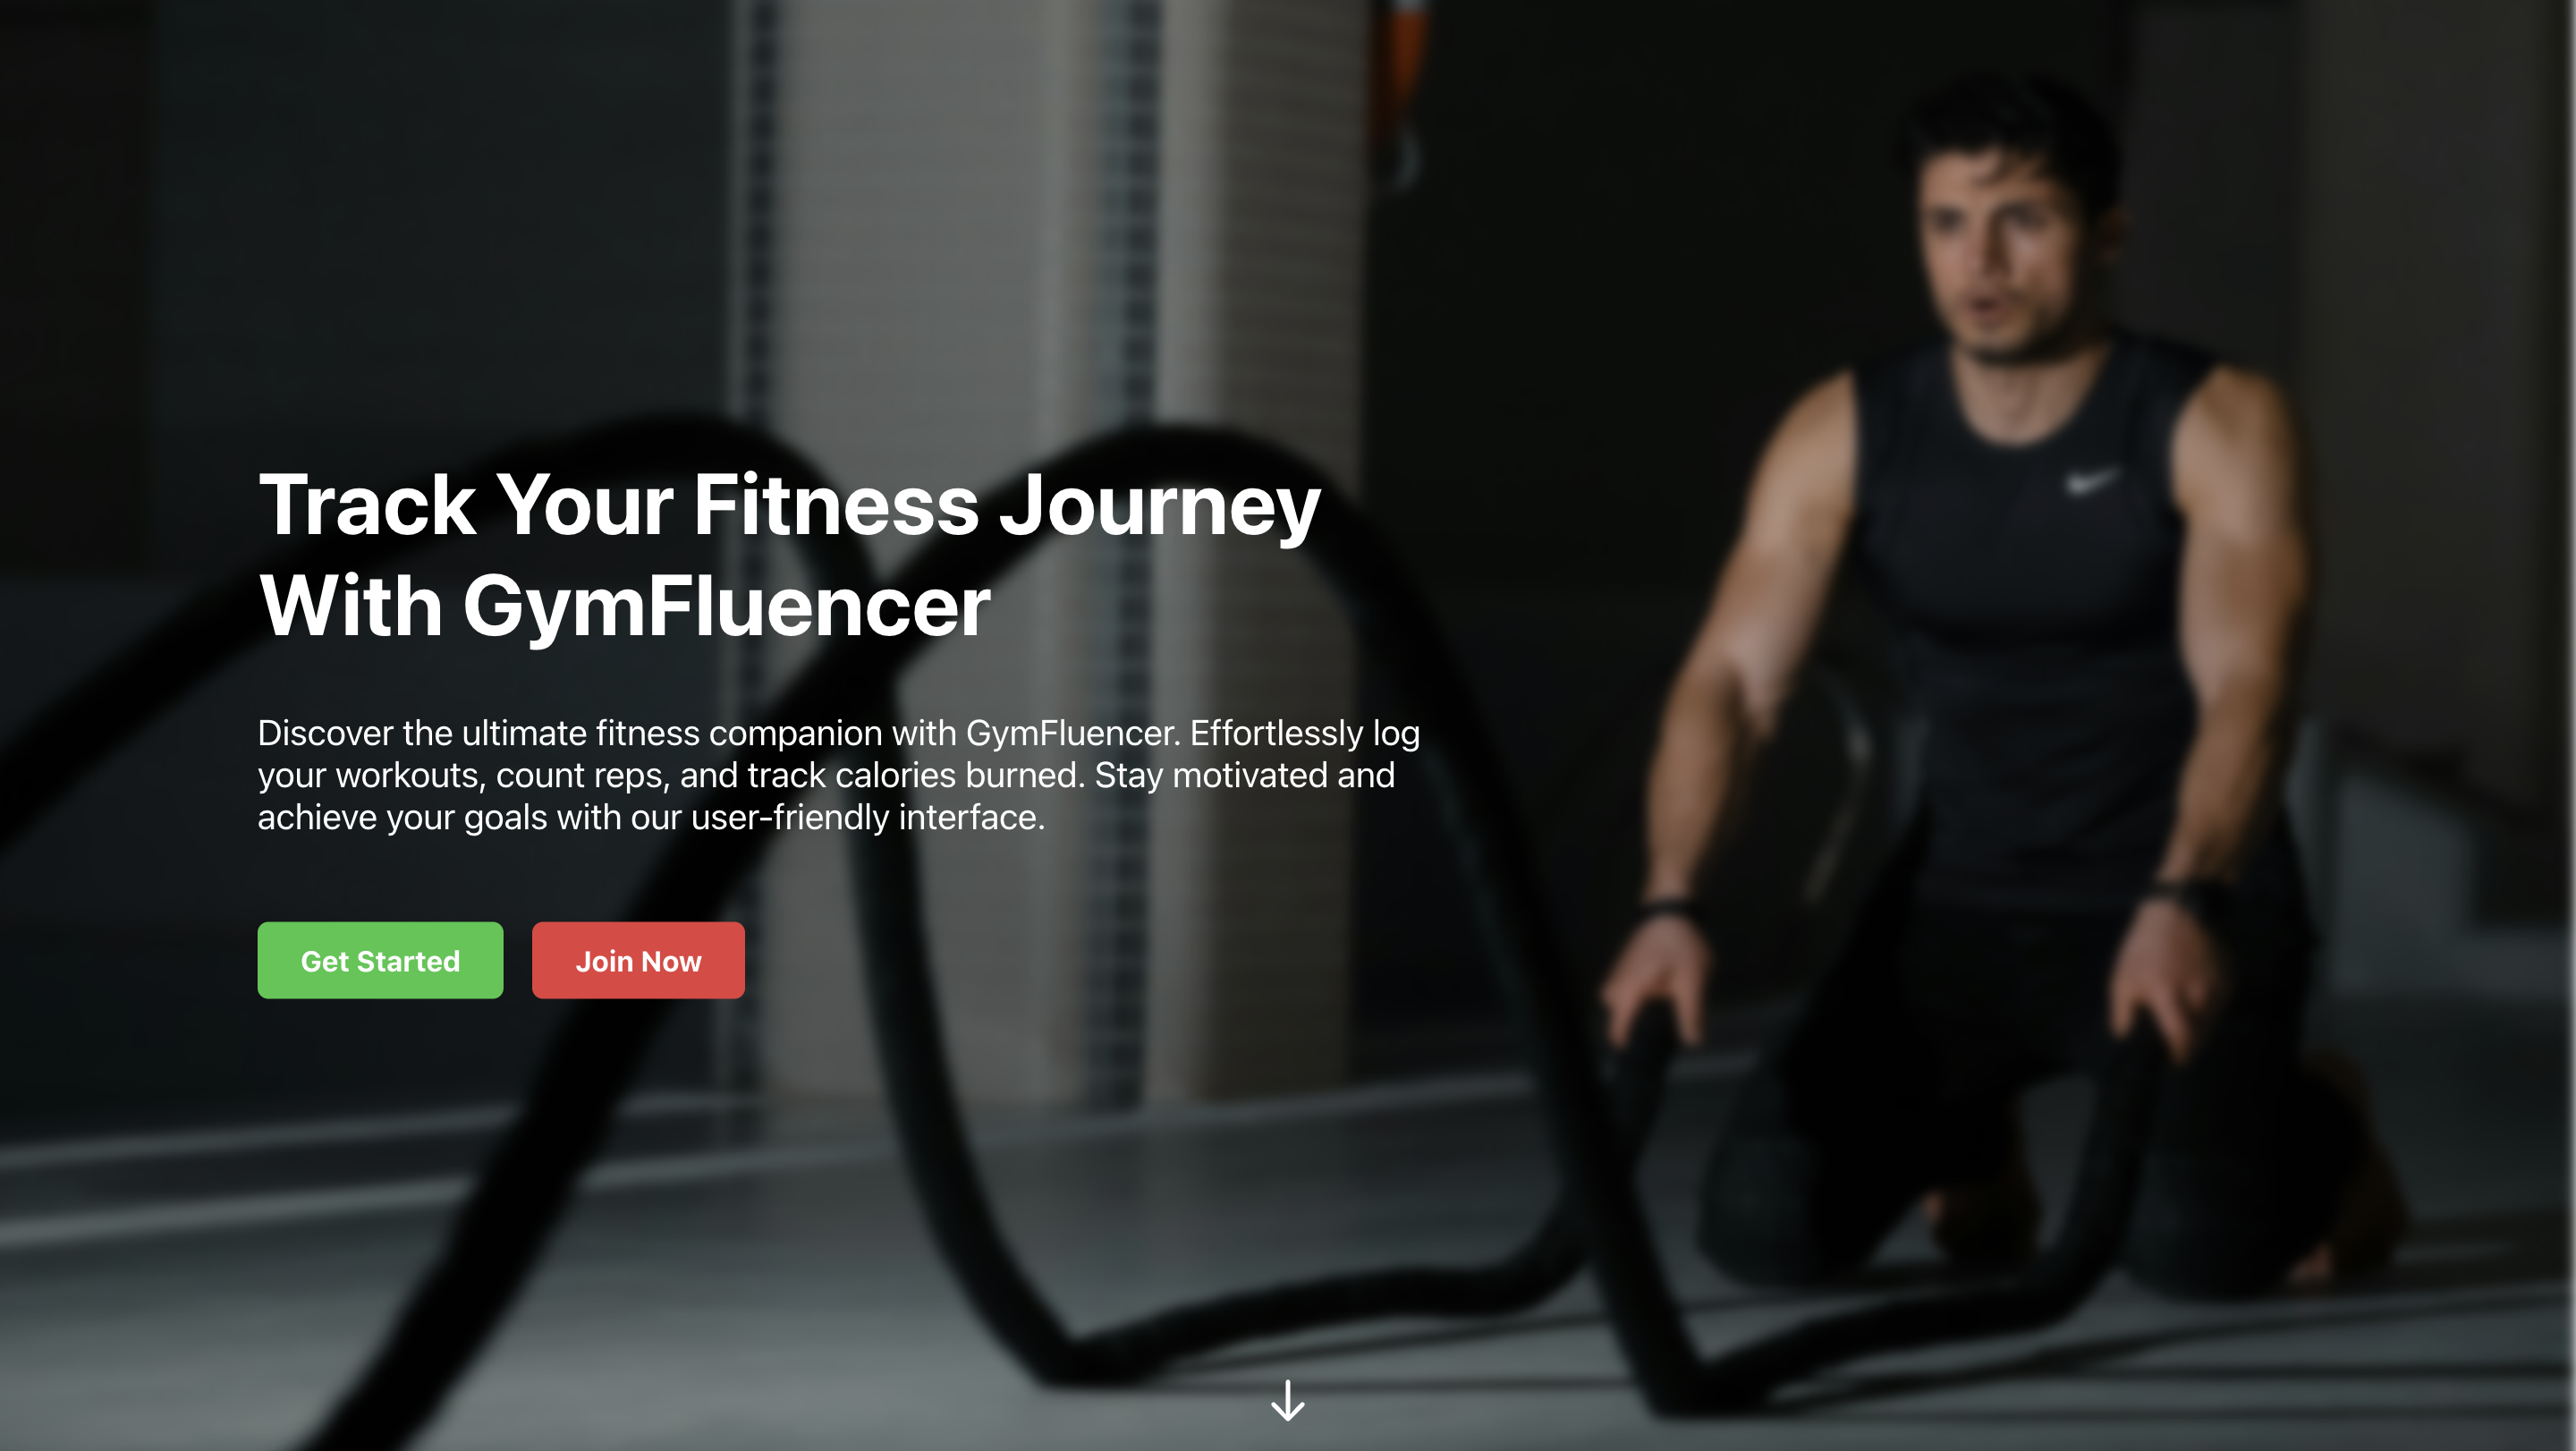 Track Your Fitness Journey
With GymFluencer
Discover the ultimate fitness companion with GymFluencer. Effortlessly log
your workouts, count reps, and track calories burned. Stay motivated and
achieve your goals with our user-friendly interface.
Get Started
Join Now